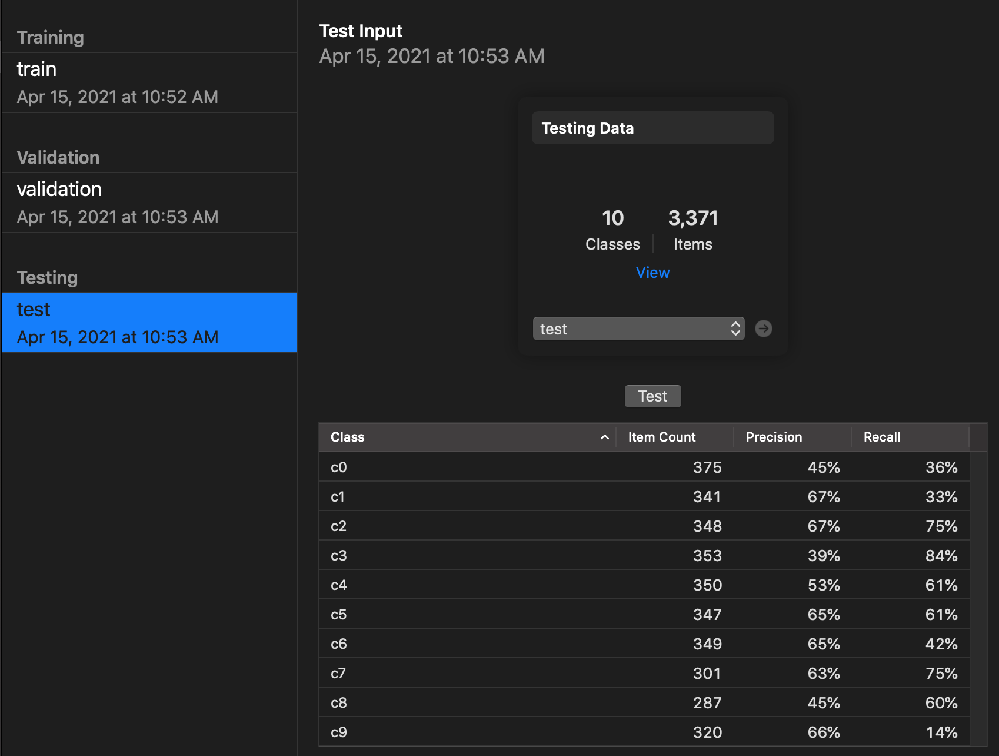 Training
train
Apr 15, 2021 at 10:52 AM
Validation
validation
Apr 15, 2021 at 10:53 AM
Testing
test
Apr 15, 2021 at 10:53 AM
Test Input
Apr 15, 2021 at 10:53 AM
Testing Data
10 3,371
Classes Items
View
test
Test
Class Item Count Precision Recall
c0 375 45% 36%
c1 341 67% 33%
c2 348 67% 75%
c3 353 39% 84%
c4 350 53% 61%
c5 347 65% 61%
c6 349 65% 42%
c7 301 63% 75%
c8 287 45% 60%
c9 320 66% 14%